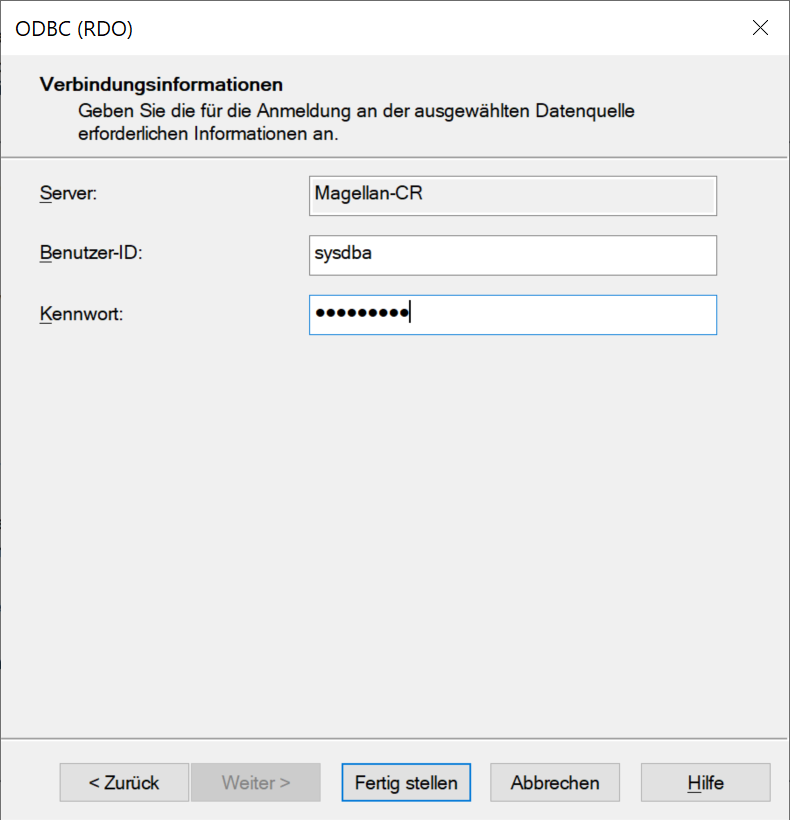 ODBC (RDO)
Verbindungsinformationen
Geben Sie die für die Anmeldung an der ausgewählten Datenquelle
erforderlichen Informationen an.
Server: Magellan-CR
Benutzer-ID: sysdba
Kennwort: ●●●●●●●●●
< Zurück Weiter > Fertig stellen Abbrechen Hilfe